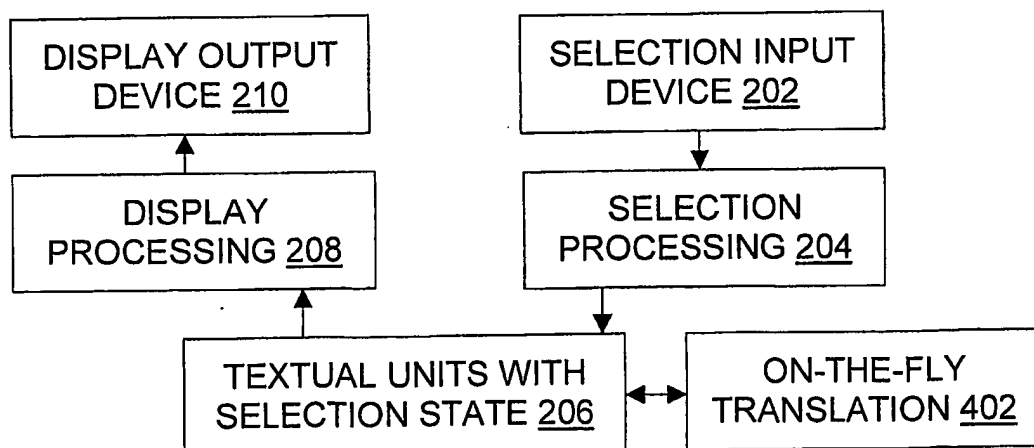 DISPLAY OUTPUT
DEVICE 210
SELECTION INPUT
DEVICE 202
DISPLAY
PROCESSING 208
SELECTION
PROCESSING 204
TEXTUAL UNITS WITH
SELECTION STATE 206
ON-THE-FLY
TRANSLATION 402